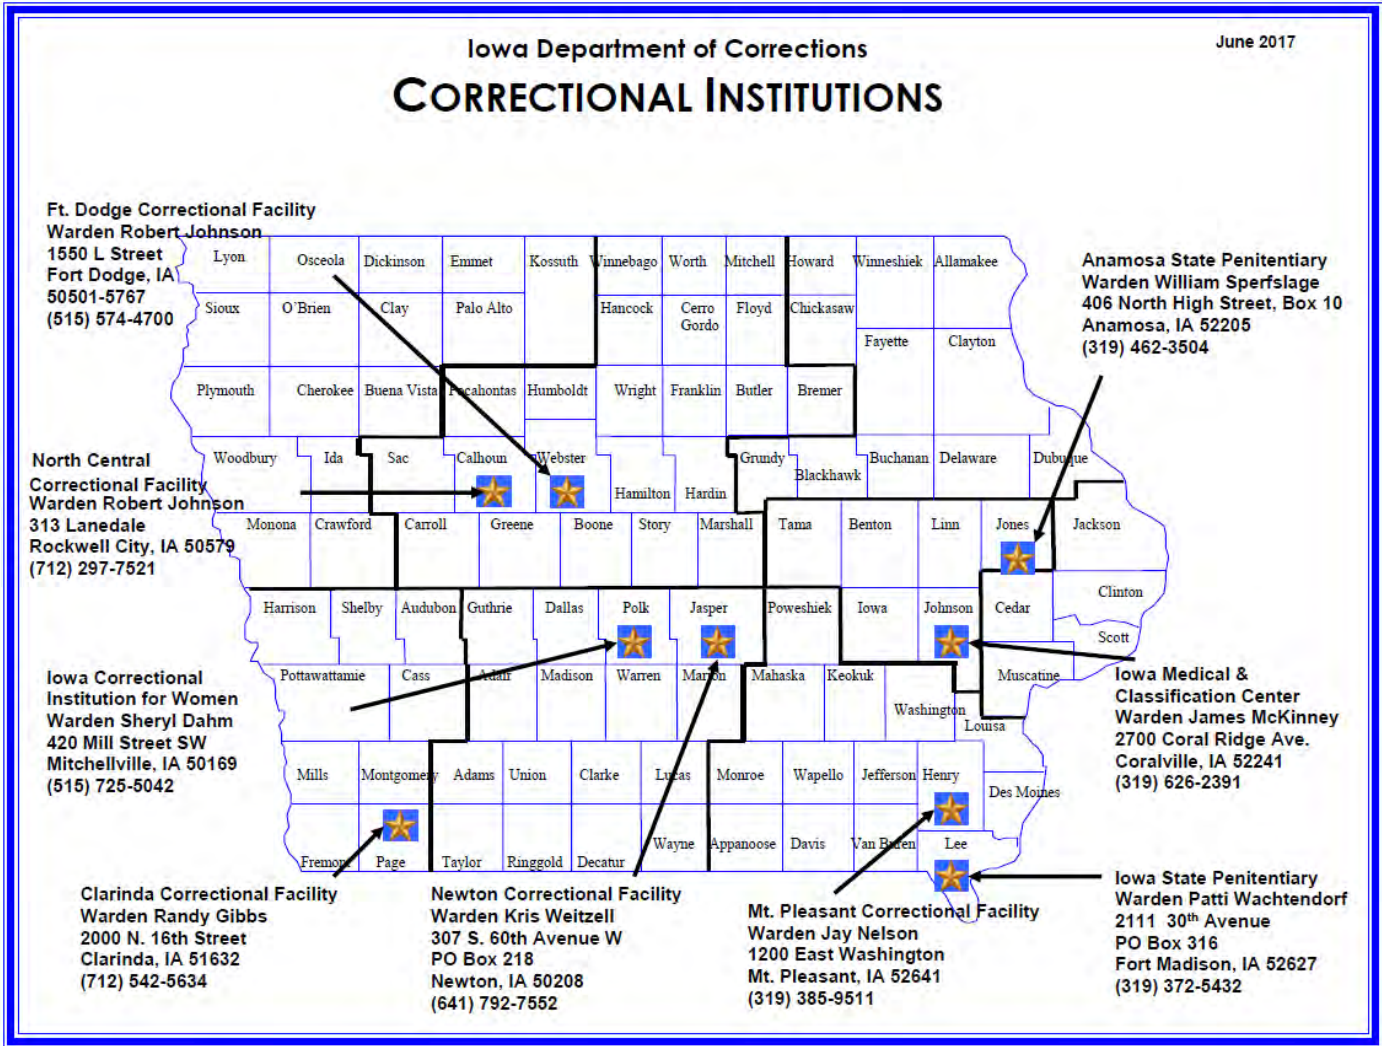 Iowa Department of Corrections
June 2017
CORRECTIONAL INSTITUTIONS
Ft. Dodge Correctional Facility
Warden Robert Johnson
1550 L Street
Fort Dodge, IA
50501-5767
(515) 574-4700
Anamosa State Penitentiary
Warden William Sperfslage
406 North High Street, Box 10
Anamosa, IA 52205
(319) 462-3504
North Central
Correctional Facility
Warden Robert Johnson
313 Lanedale
Rockwell City, IA 50579
(712) 297-7521
Lyon Osceola Dickinson Emmet Kossuth Winnebago Worth Mitchell Howard Winneshiek Allamakee
Sioux O'Brien Clay Palo Alto Hancock Cerro Floyd Chickasaw
Gordo
Fayette Clayton
Plymouth Cherokee Buena Vista Pocahontas Humboldt Wright Franklin Butler Bremer
Woodbury Ida Sac Calhoun Webster Grundy Buchanan Delaware Dubuque
Blackhawk
Hamilton Hardin
Monona Crawford Carroll Greene Boone Story Marshall Tama Benton Linn Jones Jackson
Clinton
Harrison Shelby Audubon Guthrie Dallas Polk Jasper Poweshiek Iowa Johnson Cedar
Scott
Pottawattamie Cass Adair Madison Warren Marion Mahaska Keokuk Muscatine
Washington
Louisa
Mills Montgomery Adams Union Clarke Lucas Monroe Wapello Jefferson Henry
Des Moines
Wayne Appanoose Davis Van Buren Lee
Fremont Page Taylor Ringgold Decatur
Iowa Correctional
Institution for Women
Warden Sheryl Dahm
420 Mill Street SW
Mitchellville, IA 50169
(515) 725-5042
Iowa Medical &
Classification Center
Warden James McKinney
2700 Coral Ridge Ave.
Coralville, IA 52241
(319) 626-2391
Clarinda Correctional Facility
Warden Randy Gibbs
2000 N. 16th Street
Clarinda, IA 51632
(712) 542-5634
Newton Correctional Facility
Warden Kris Weitzell
307 S. 60th Avenue W
PO Box 218
Newton, IA 50208
(641) 792-7552
Mt. Pleasant Correctional Facility
Warden Jay Nelson
1200 East Washington
Mt. Pleasant, IA 52641
(319) 385-9511
Iowa State Penitentiary
Warden Patti Wachtendorf
2111 30th Avenue
PO Box 316
Fort Madison, IA 52627
(319) 372-5432